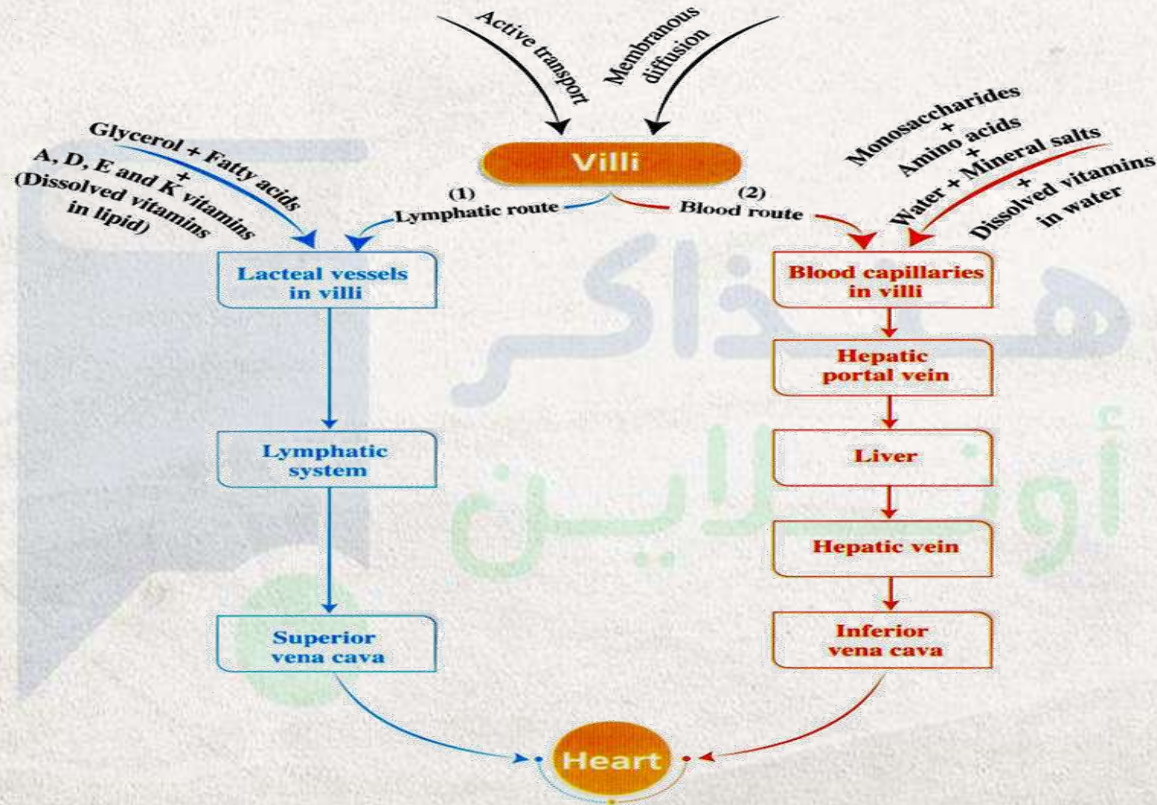 Active transport
Membranous
diffusion
Villi
(1)
Lymphatic route
(2)
Blood route
Glycerol + Fatty acids
+
A, D, E and K vitamins
(Dissolved vitamins
in lipid)
Monosaccharides
+
Amino acids
+
Water + Mineral salts
+
Dissolved vitamins
in water
Lacteal vessels
in villi
Lymphatic
system
Superior
vena cava
Blood capillaries
in villi
Hepatic
portal vein
Liver
Hepatic vein
Inferior
vena cava
Heart
هـــذاكر
أونـــلايــن